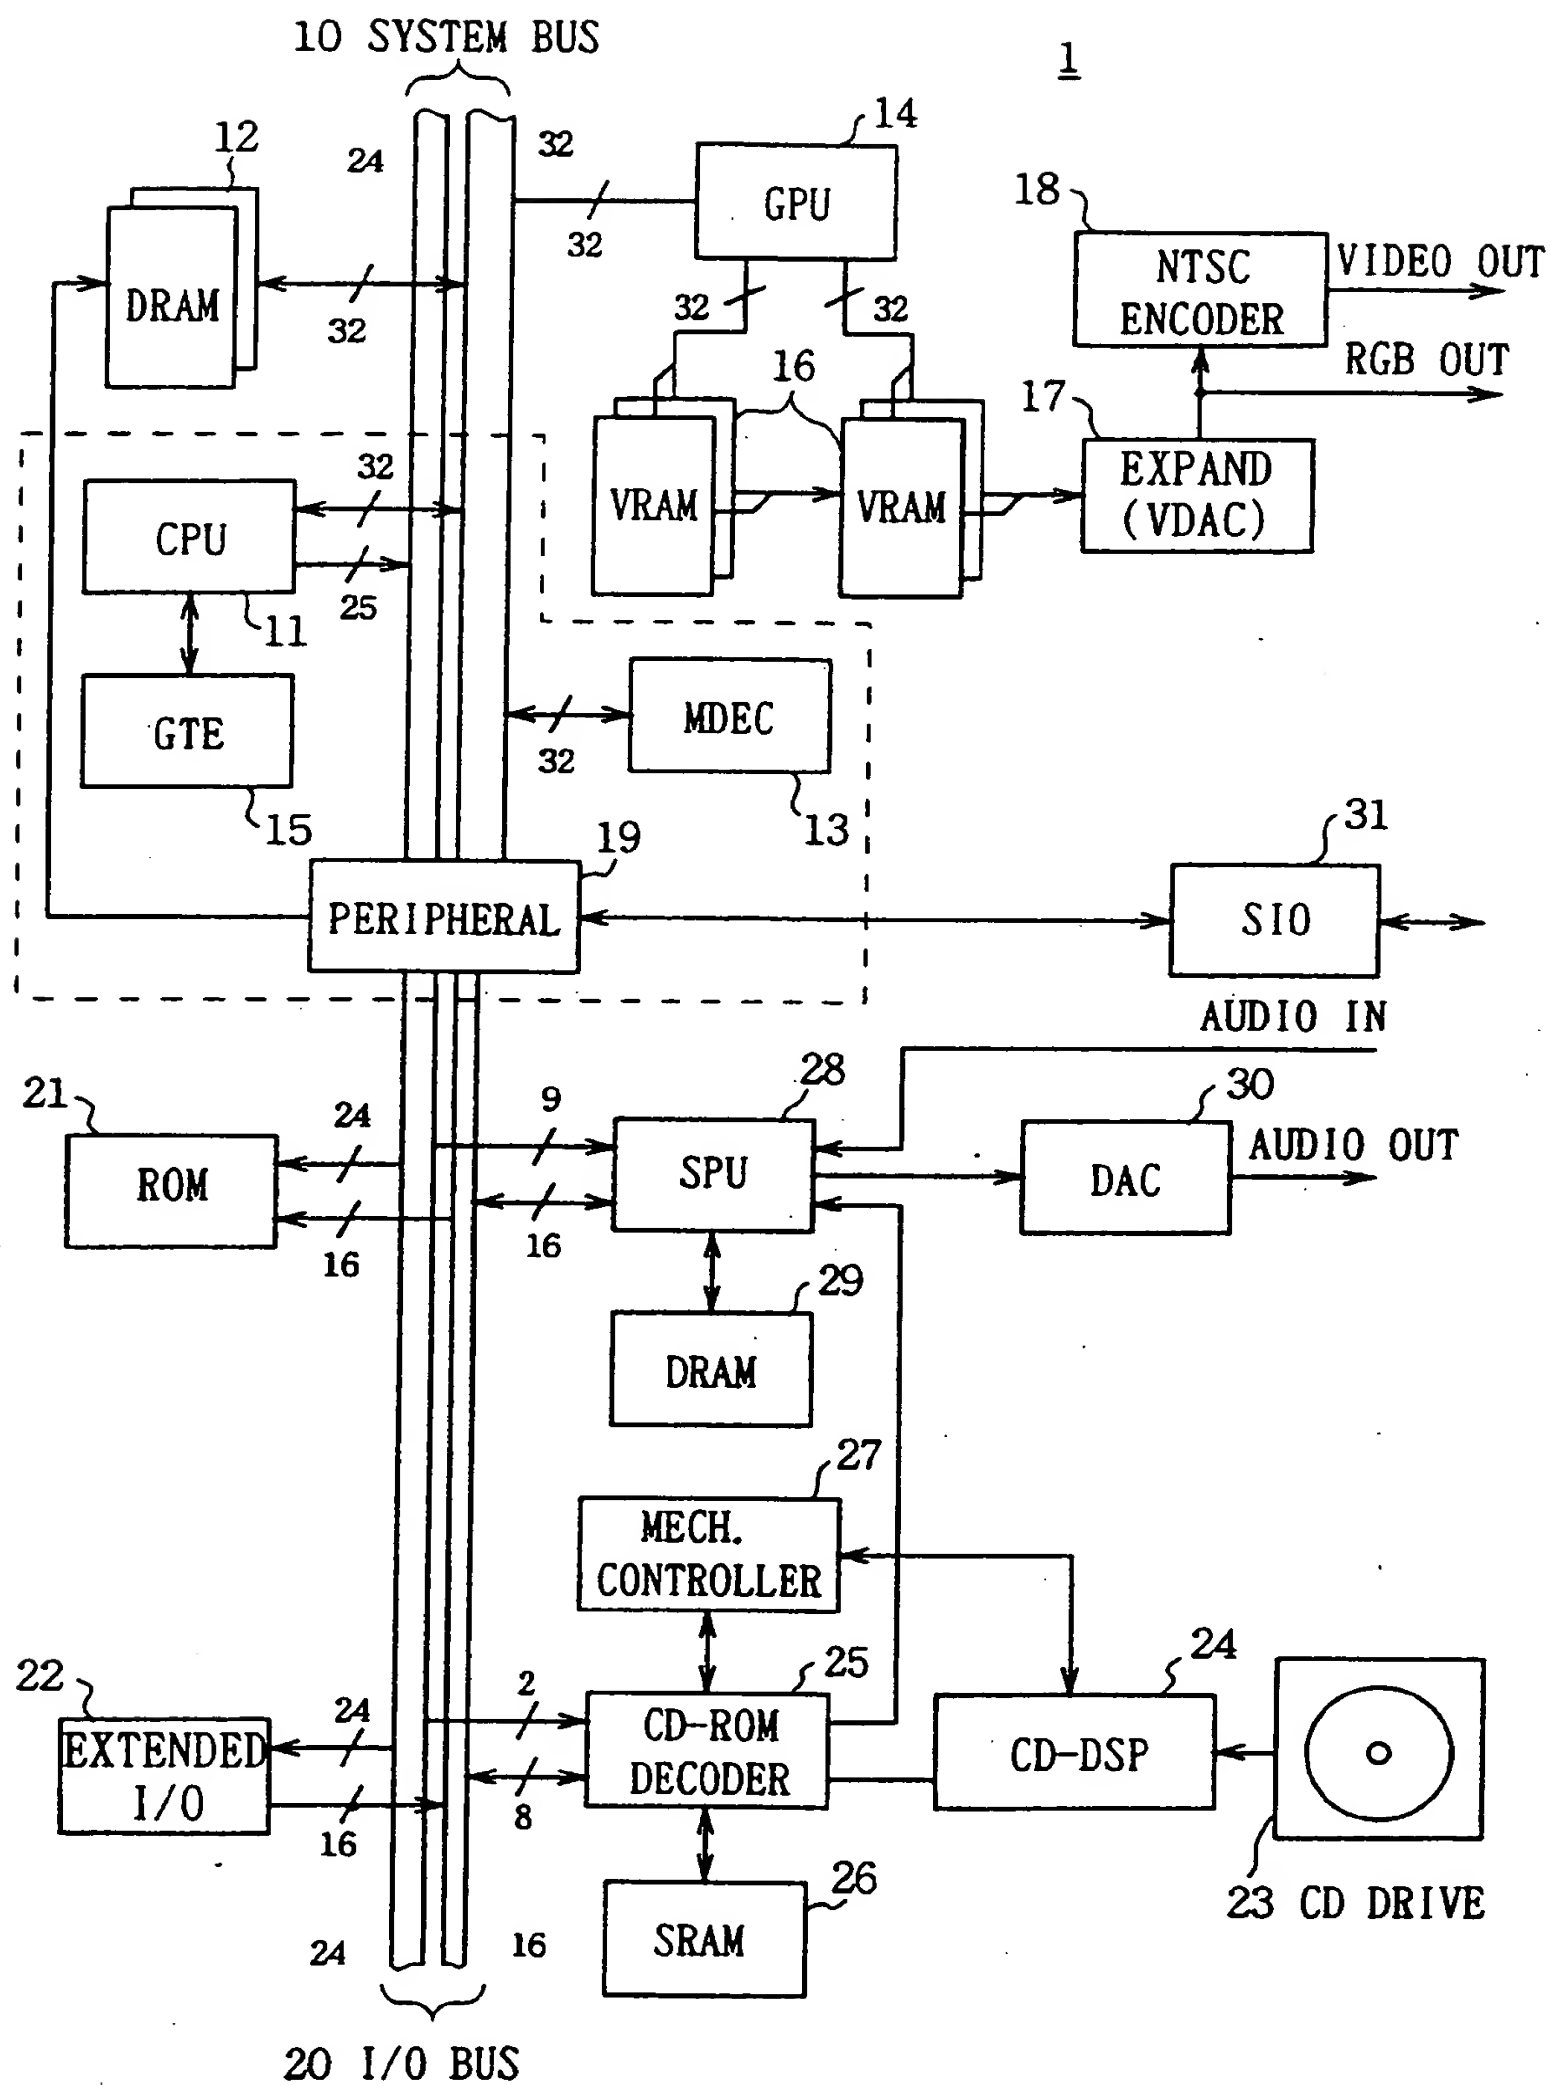 10 SYSTEM BUS
1
12
24
32
14
GPU
32
18
NTSC
ENCODER
VIDEO OUT
DRAM
32
32
32
RGB OUT
16
17
EXPAND
(VDAC)
VRAM
VRAM
32
CPU
25
11
GTE
15
MDEC
32
13
19
PERIPHERAL
31
SIO
AUDIO IN
21
ROM
24
16
9
16
28
SPU
30
DAC
AUDIO OUT
29
DRAM
27
MECH.
CONTROLLER
22
EXTENDED
I/O
24
16
2
8
25
CD-ROM
DECODER
24
CD-DSP
23 CD DRIVE
26
SRAM
24
16
20 I/O BUS